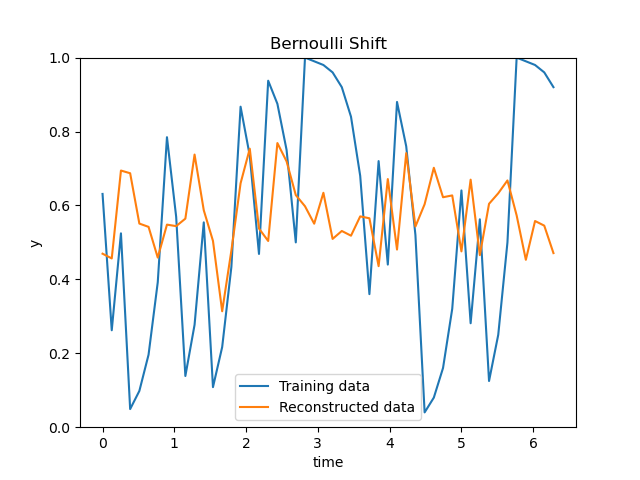 Bernoulli Shift
1.0
0.8
0.6
0.4
0.2
0.0
y
0 1 2 3 4 5 6
time
Training data
Reconstructed data